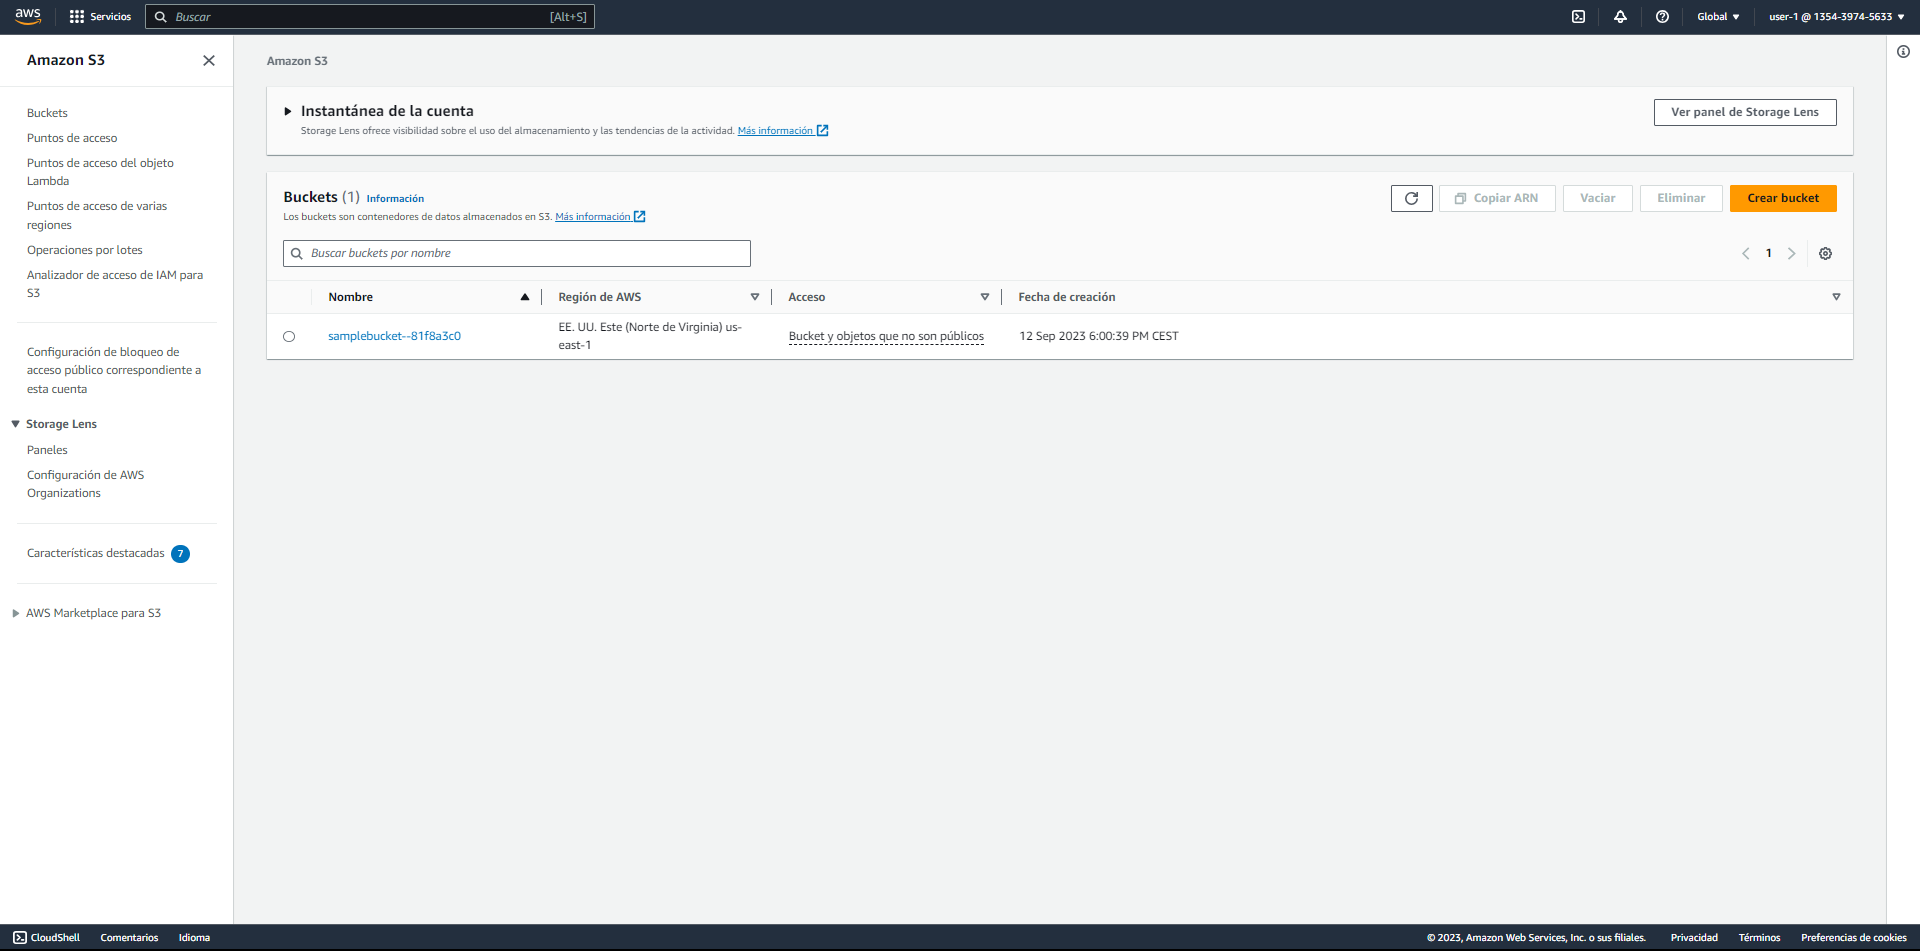 aws
Servicios
Buscar
[Alt+S]
Global
user-1 @ 1354-3974-5633
Amazon S3
Buckets
Puntos de acceso
Puntos de acceso del objeto
Lambda
Puntos de acceso de varias
regiones
Operaciones por lotes
Analizador de acceso de IAM para
S3
Configuración de bloqueo de
acceso público correspondiente a
esta cuenta
Storage Lens
Paneles
Configuración de AWS
Organizations
Características destacadas 7
AWS Marketplace para S3
Amazon S3
Instantánea de la cuenta
Storage Lens ofrece visibilidad sobre el uso del almacenamiento y las tendencias de la actividad. Más información
Ver panel de Storage Lens
Buckets (1) Información
Los buckets son contenedores de datos almacenados en S3. Más información
Copiar ARN
Vaciar
Eliminar
Crear bucket
Buscar buckets por nombre
1
Nombre
Región de AWS
Acceso
Fecha de creación
samplebucket--81f8a3c0
EE. UU. Este (Norte de Virginia) us-
east-1
Bucket y objetos que no son públicos
12 Sep 2023 6:00:39 PM CEST
CloudShell
Comentarios
Idioma
© 2023, Amazon Web Services, Inc. o sus filiales.
Privacidad
Términos
Preferencias de cookies